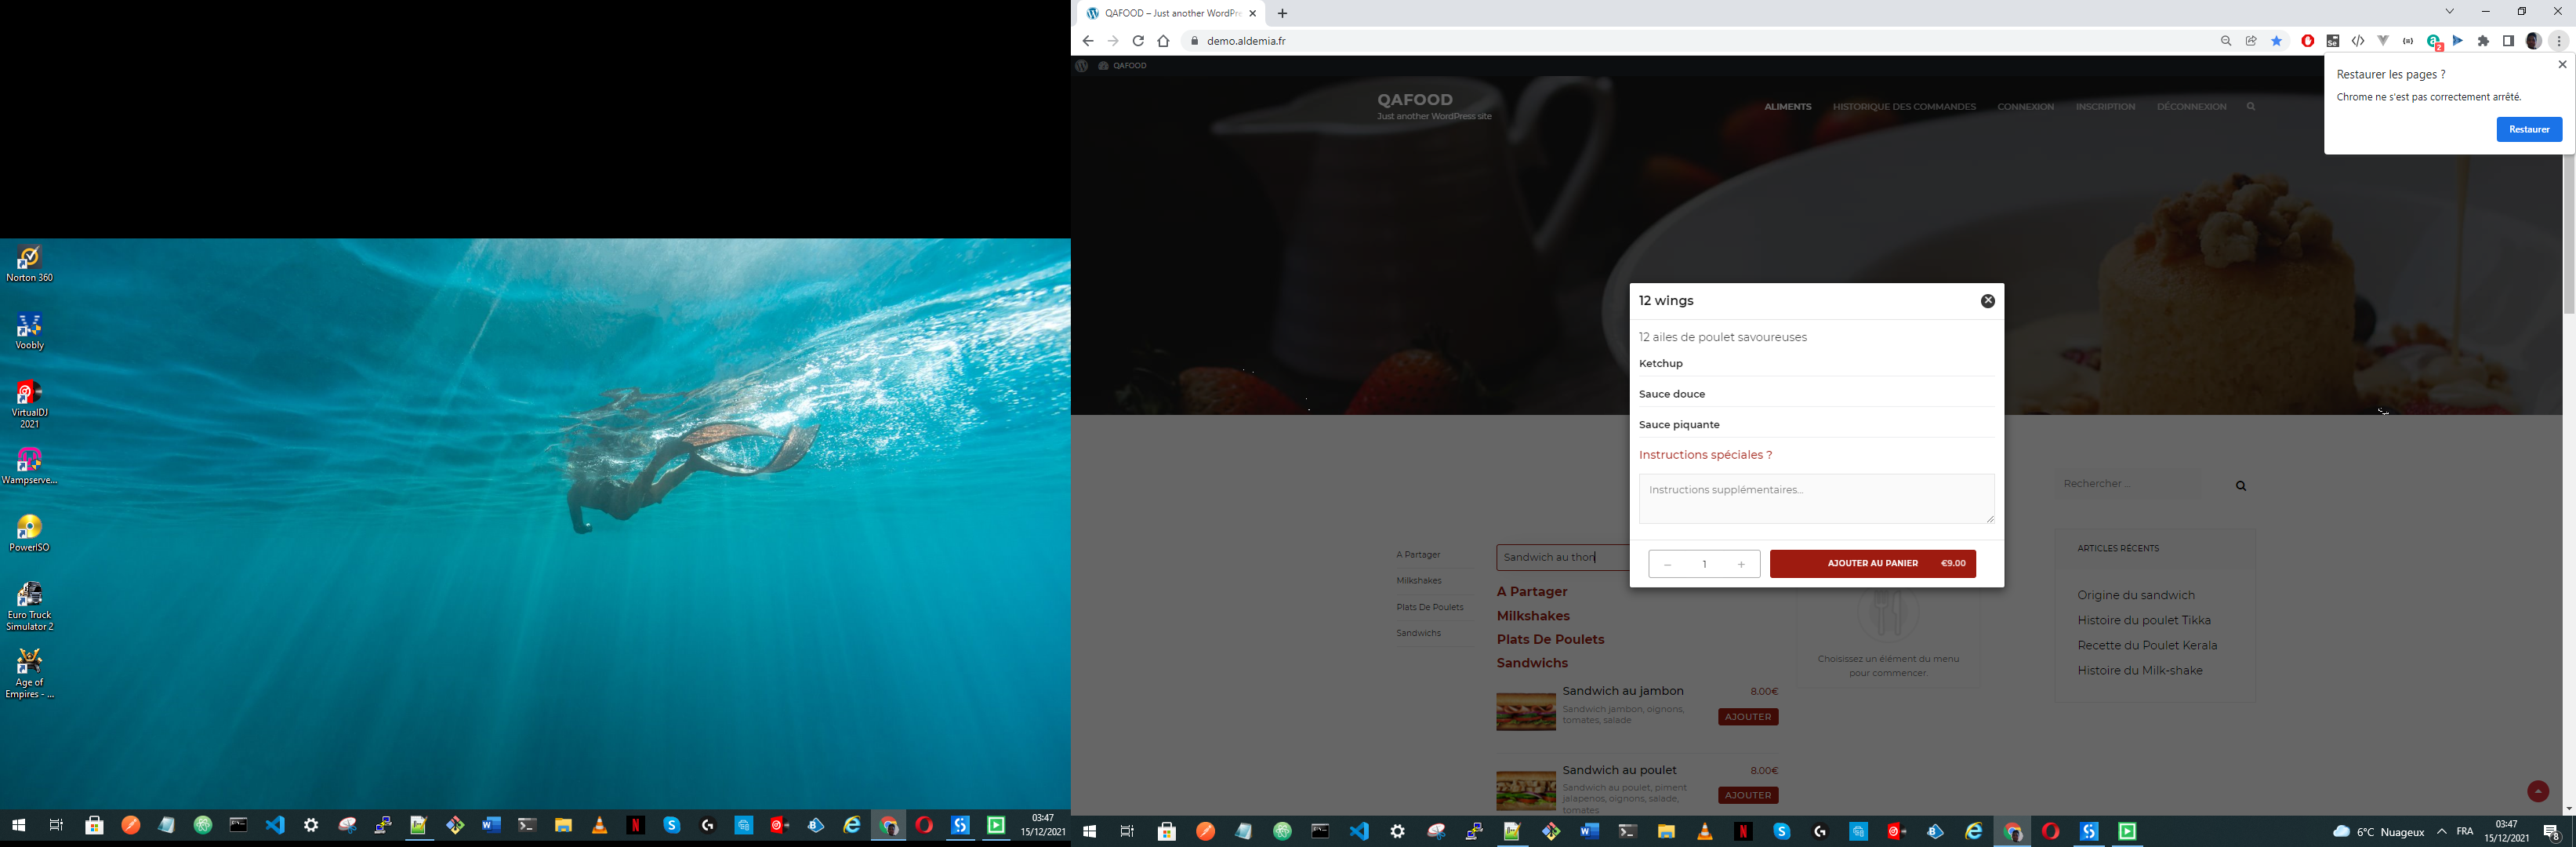 Norton 360
Voobly
VirtualDJ
2021
Wampserve...
PowerISO
Euro Truck
Simulator 2
Age of
Empires - ...
03:47
15/12/2021
QAFOOD – Just another WordPre
demo.aldemia.fr
2
QAFOOD
Restaurer les pages ?
Chrome ne s'est pas correctement arrêté.
Restaurer
QAFOOD
Just another WordPress site
ALIMENTS
HISTORIQUE DES COMMANDES
CONNEXION
INSCRIPTION
DÉCONNEXION
12 wings
12 ailes de poulet savoureuses
Ketchup
Sauce douce
Sauce piquante
Instructions spéciales ?
Instructions supplémentaires...
– 1 +
AJOUTER AU PANIER €9.00
A Partager
Milkshakes
Plats De Poulets
Sandwichs
Sandwich au thon
A Partager
Milkshakes
Plats De Poulets
Sandwichs
Sandwich au jambon 8.00€
Sandwich jambon, oignons,
tomates, salade
AJOUTER
Sandwich au poulet 8.00€
Sandwich au poulet, piment
jalapenos, oignons, salade,
tomates
AJOUTER
Choisissez un élément du menu
pour commencer.
Rechercher ...
ARTICLES RÉCENTS
Origine du sandwich
Histoire du poulet Tikka
Recette du Poulet Kerala
Histoire du Milk-shake
6°C Nuageux
FRA
03:47
15/12/2021
8